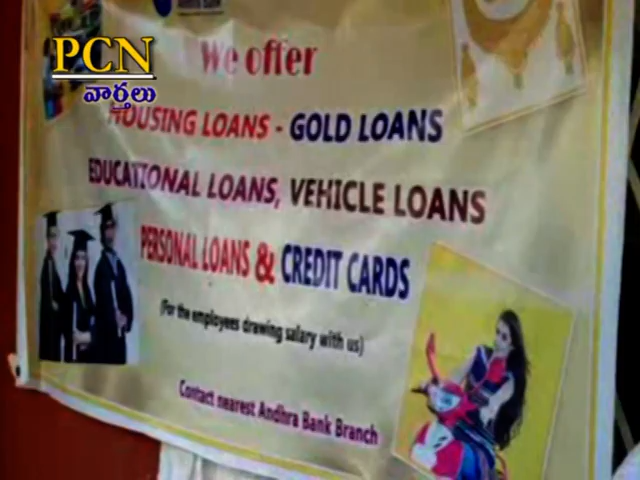 PCN
వార్తలు
We offer
HOUSING LOANS - GOLD LOANS
EDUCATIONAL LOANS, VEHICLE LOANS
PERSONAL LOANS & CREDIT CARDS
(For the employees drawing salary with us)
Contact nearest Andhra Bank Branch